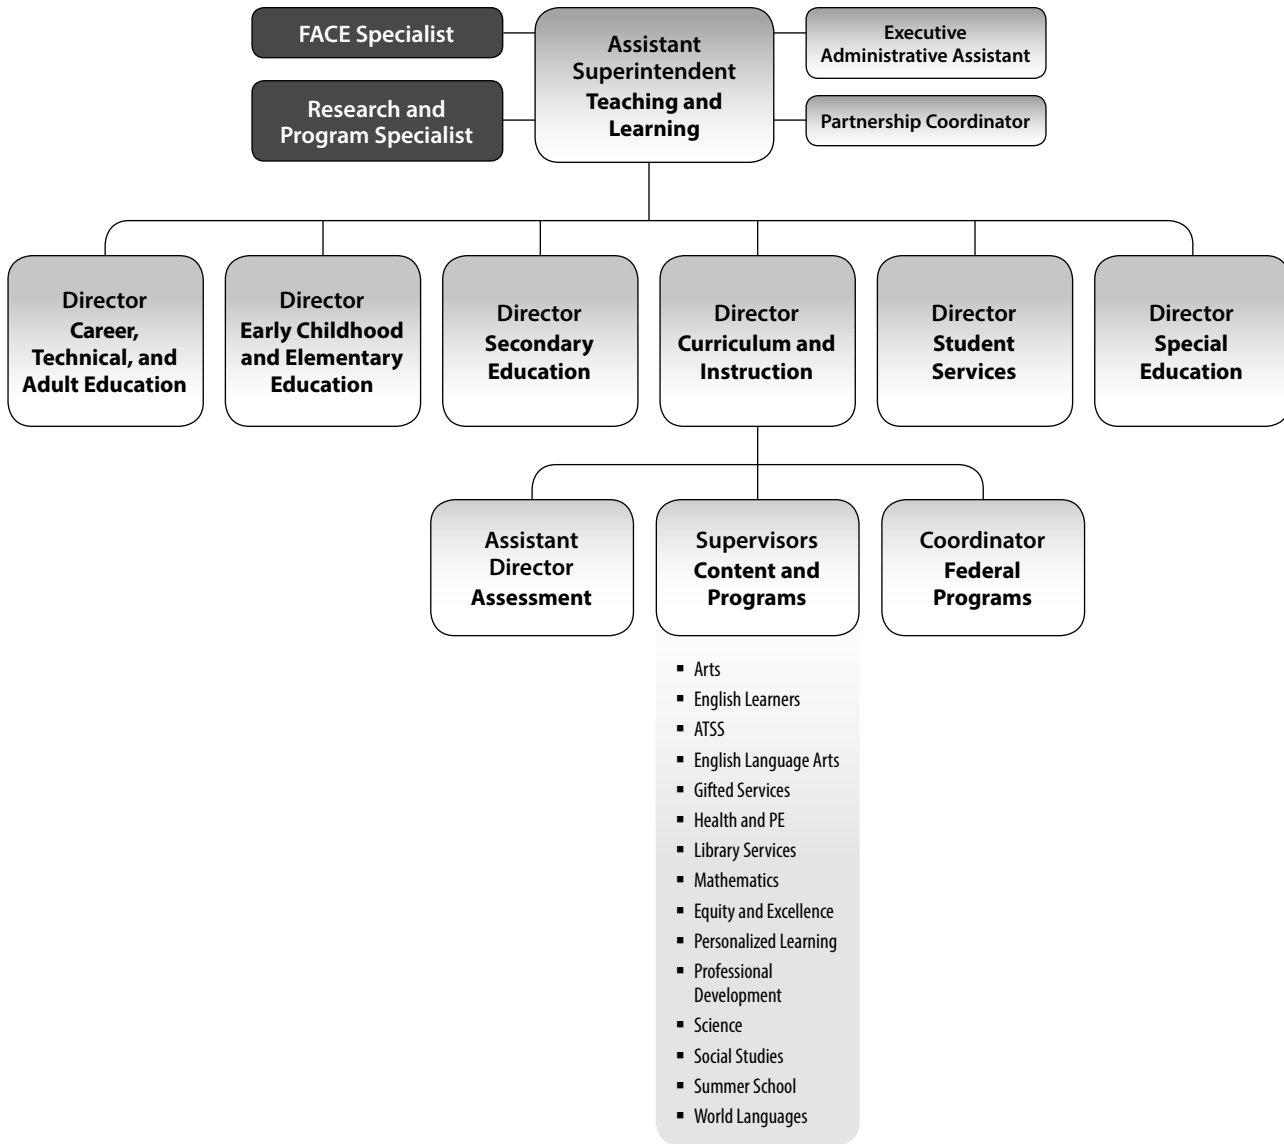 FACE Specialist
Research and
Program Specialist
Assistant
Superintendent
Teaching and
Learning
Executive
Administrative Assistant
Partnership Coordinator
Director
Career,
Technical, and
Adult Education
Director
Early Childhood
and Elementary
Education
Director
Secondary
Education
Director
Curriculum and
Instruction
Director
Student
Services
Director
Special
Education
Assistant
Director
Assessment
Supervisors
Content and
Programs
Coordinator
Federal
Programs
▪ Arts
▪ English Learners
▪ ATSS
▪ English Language Arts
▪ Gifted Services
▪ Health and PE
▪ Library Services
▪ Mathematics
▪ Equity and Excellence
▪ Personalized Learning
▪ Professional
Development
▪ Science
▪ Social Studies
▪ Summer School
▪ World Languages